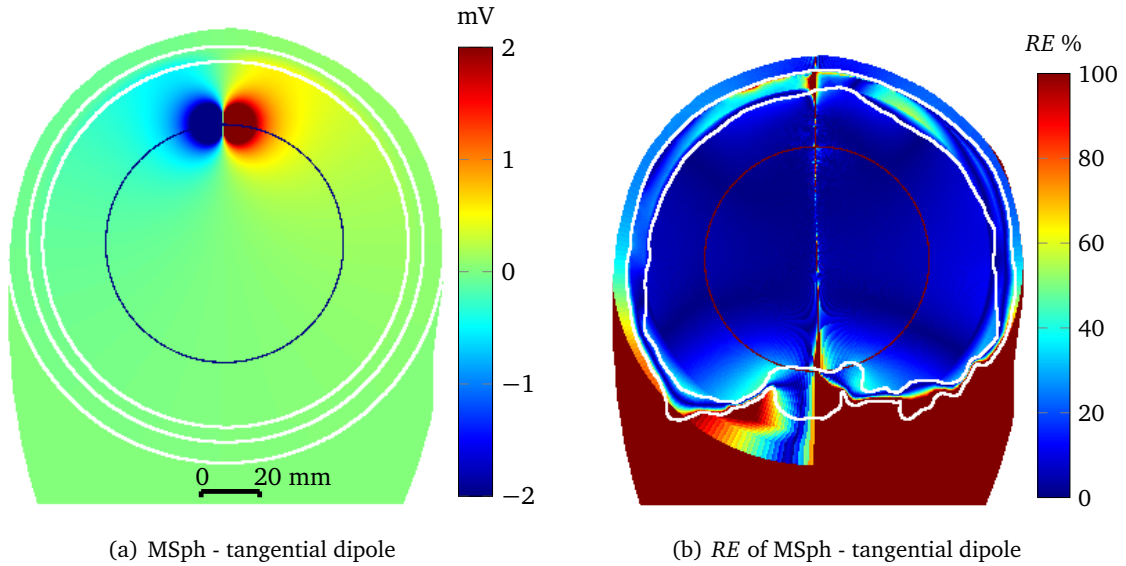 mV
2
1
0
−1
−2
0 20 mm
(a) MSph - tangential dipole
RE %
100
80
60
40
20
0
(b) RE of MSph - tangential dipole